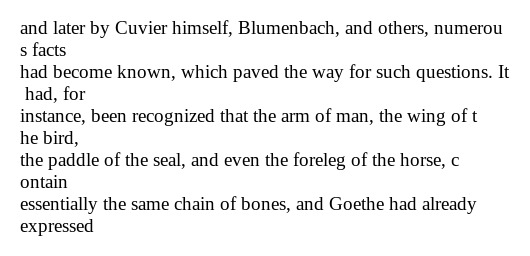 and later by Cuvier himself, Blumenbach, and others, numerou
s facts
had become known, which paved the way for such questions. It
had, for
instance, been recognized that the arm of man, the wing of t
he bird,
the paddle of the seal, and even the foreleg of the horse, c
ontain
essentially the same chain of bones, and Goethe had already
expressed